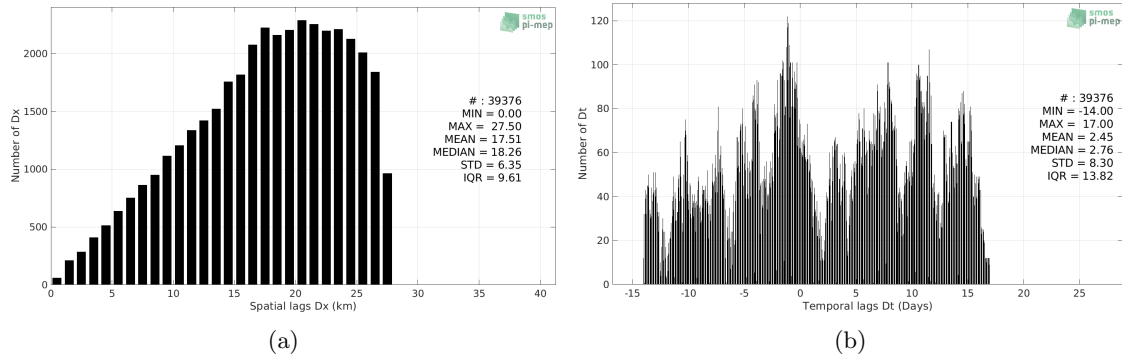 smos
pi-mep
Number of Dx
2000
1500
1000
500
0
# : 39376
MIN = 0.00
MAX = 27.50
MEAN = 17.51
MEDIAN = 18.26
STD = 6.35
IQR = 9.61
0 5 10 15 20 25 30 35 40
Spatial lags Dx (km)
(a)
smos
pi-mep
Number of Dt
120
100
80
60
40
20
0
# : 39376
MIN = -14.00
MAX = 17.00
MEAN = 2.45
MEDIAN = 2.76
STD = 8.30
IQR = 13.82
-15 -10 -5 0 5 10 15 20 25
Temporal lags Dt (Days)
(b)